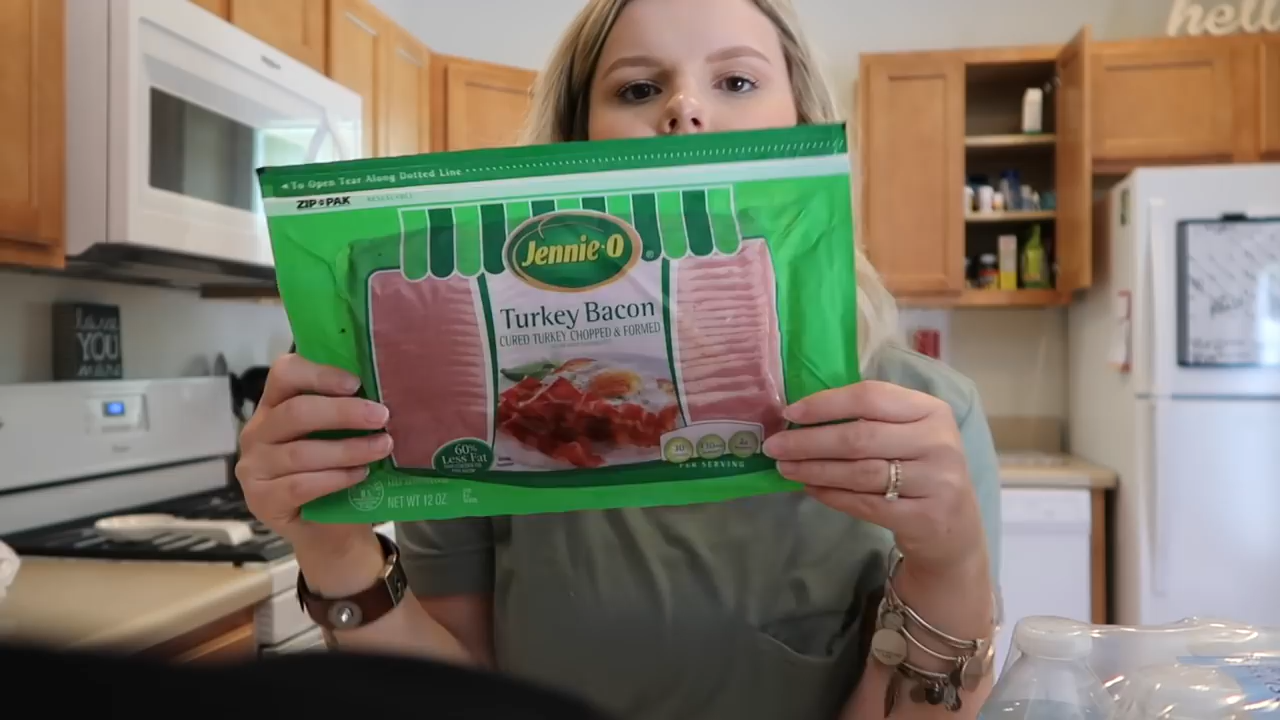 hello
To Open Tear Along Dotted Line
ZIP PAK
Jennie-O
®
Turkey Bacon
CURED TURKEY CHOPPED & FORMED
60%
Less Fat
PER SERVING
NET WT 12 OZ
love
YOU